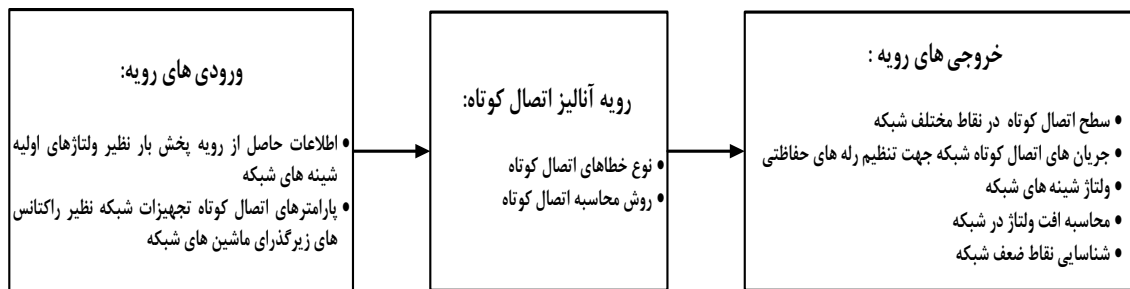 ورودی های رویه:
• اطلاعات حاصل از رویه پخش بار نظیر ولتاژهای اولیه
شینه های شبکه
• پارامترهای اتصال کوتاه تجهیزات شبکه نظیر راکتانس
های زیرگذرای ماشین های شبکه
رویه آنالیز اتصال کوتاه:
• نوع خطاهای اتصال کوتاه
• روش محاسبه اتصال کوتاه
خروجی های رویه :
• سطح اتصال کوتاه در نقاط مختلف شبکه
• جریان های اتصال کوتاه شبکه جهت تنظیم رله های حفاظتی
• ولتاژ شینه های شبکه
• محاسبه افت ولتاژ در شبکه
• شناسایی نقاط ضعف شبکه